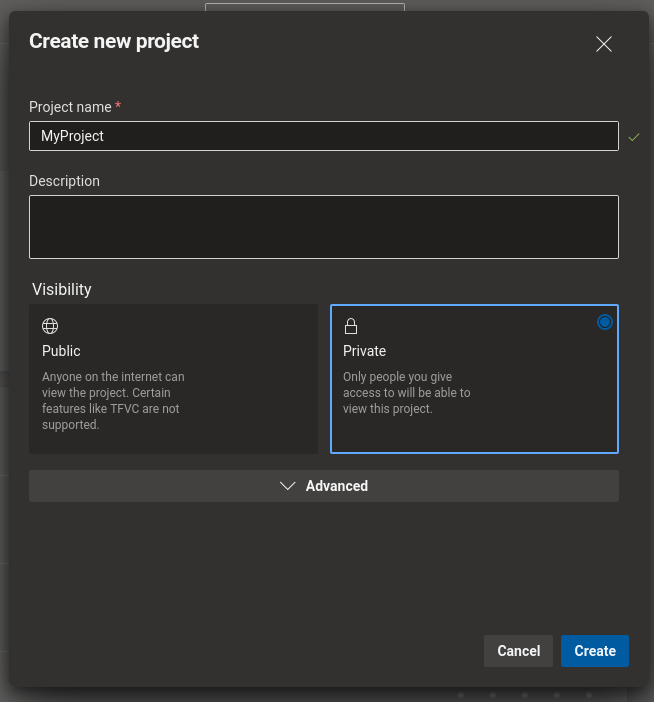 Create new project
Project name *
MyProject
Description
Visibility
Public
Anyone on the internet can
view the project. Certain
features like TFVC are not
supported.
Private
Only people you give
access to will be able to
view this project.
Advanced
Cancel
Create